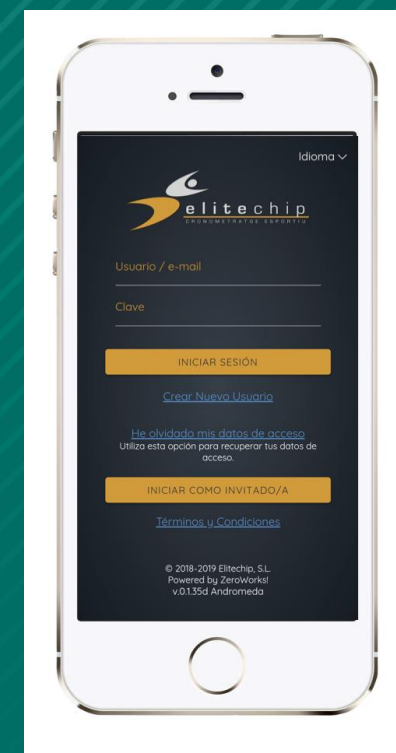 Idioma
elitechip
CRONOMETRATGE ESPORTIU
Usuario / e-mail
Clave
INICIAR SESIÓN
Crear Nuevo Usuario
He olvidado mis datos de acceso
Utiliza esta opción para recuperar tus datos de
acceso.
INICIAR COMO INVITADO/A
Términos y Condiciones
© 2018-2019 Elitechip, S.L.
Powered by ZeroWorks!
v.0.1.35d Andromeda